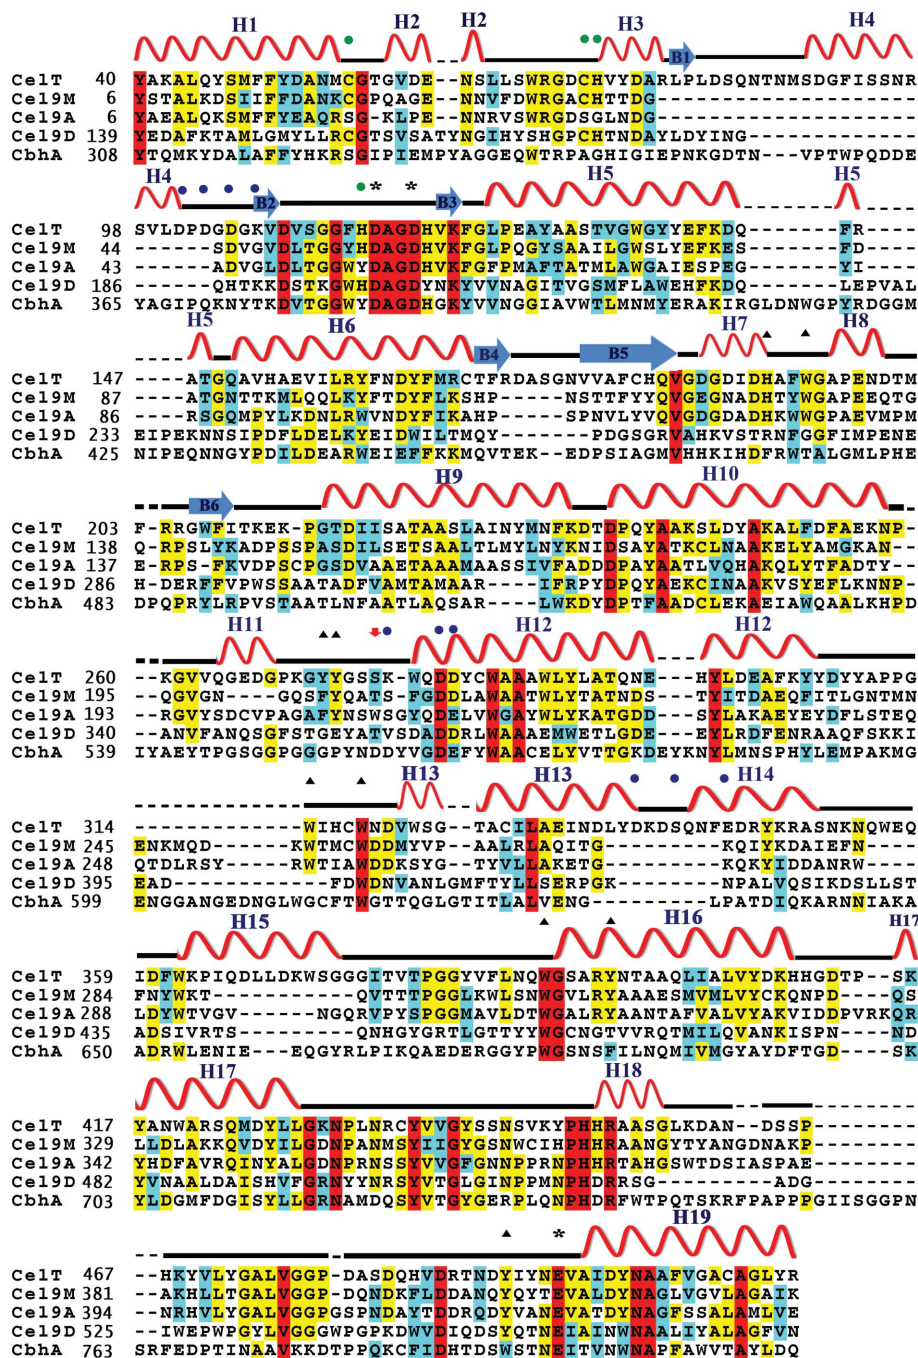 H1 H2 H2 H3 B1 H4
CelT 40 YAKALQYSMFFYDANMCGTGVDE--NSLLSWRGDCHVYDARLPLDSQNTNMSDGFISSNR
Cel9M 6 YSTALKDSIIFFDANKCGPQAGE--NNVFDWRGACHTTDG
Cel9A 6 YAEALQKSMFFYEAQRSGKLPE--NNRVSWRGDSGLNDG
Cel9D 139 YEDAFKTAMLGMYLLRCGTSVSATYNGIHYSHGPCHTNDAYLDYING
CbhA 308 YTQMKYDALAFFYHKRSGIPIEMPYAGGEQWTRPAGHIGIEPNKGDTN---VPTWPQDDE
H4 B2 * * B3 H5 H5
CelT 98 SVLDPDGDGKVDVSGGFHDAGDHVKFGLPEAYAASTVGWGYYEFKDQ-------FR----
Cel9M 44 -----SDVGVDLTGGYHDAGDHVKFGLPQGYSAAILGWSLYEFKES-------FD----
Cel9A 43 -----ADVGLDLTGGWYDAGDHVKFGFPMAFTATMLAWGAIESPEG-------YI----
Cel9D 186 ----QHTKKDSTKGWHDAGDYNKYVVNAGITVGSMFLAWEHFKDQ-------LEPVAL
CbhA 365 YAGIPQKNYTKDVTGGWYDAGDHGKYVVNGGIAVWTLMNMYERAKIRGLDNWGPYRDGGM
H5 H6 B4 B5 H7 H8
CelT 147 ----ATGQAVHAEVILRYFNDYFMRCTFRDASGNVVAFCHQVGDGDIDHAFWGAPENDTM
Cel9M 87 ----ATGNTTKMLQQLKYFTDYFLKSHP-----NSTTFYYQVGEGNADHTYWGAPEEQTG
Cel9A 86 ----RSGQMPYLKDNLRWVNDYFIKAHP-----SPNVLYVQVGDGDADHKWWGPAEVMPM
Cel9D 233 EIPEKNNSIPDFLDELKYEIDWILTMQY-----PDGSGRVAHKVSTRNFGGFIMPENE
CbhA 425 NIPEQNNGYPDILDEARWEIEFFKKMQVTEK--EDPSIAGMVHHKIHDFRWTALGMLPHE
B6 H9 H10
CelT 203 F-RRGWFITKEK-PGTDIISATAASLAINYMNFKDTDPQYAAKSLDYAKALFDFAEKNP-
Cel9M 138 Q-RPSLYKADPSSPASDILSETSAALTLMYLNYKNIDSAYATKCLNAAKELYAMGKAN--
Cel9A 137 E-RPS-FKVDPSCPGSDVAAETAAAMAASSIVFADDDPAYAATLVQHAKQLYTFADTY--
Cel9D 286 H-DERFFVPWSSAATADFVAMTAMAAR----IFRPYDPQYAEKCINAAKVSYEFLKNNP-
CbhA 483 DPQPRYLRPVSTAATLNFAATLAQSAR----LWKDYDPTFAADCLEKAEIAWQAALKHPD
H11 H12 H12
CelT 260 --KGVVQGEDGPKGYYGSSK-WQDDYCWAAAWLYLATQNE----HYLDEAFKYYDYYAPPG
Cel9M 195 --QGVGN---GQSFYQATS-FGDDLAWAATWLYTATNDS----TYITDAEQFITLGNTMN
Cel9A 193 --RGVYSDCVPAGAFYNSWSGYQDELVWGAYWLYKATGDD----SYLAKAEYEYDFLSTEQ
Cel9D 340 --ANVFANQSGFSTGEYATVSDADDRLWAAAEMWETLGDE----EYLRDFENRAAQFSKKI
CbhA 539 IYAEYTPGSGGPGGGPYNDDYVGDEFYWAACELYVTTGKDEYKNYLMNSPHYLEMPAKMG
H13 H13 H14
CelT 314 -------------WIHCWNDVWSG--TACILAEINDLYDKDSQNFEDRYKRASNKNQWEQ
Cel9M 245 ENKMQD-------KWTMCWDDMYVP--AALRLAQITG---------KQIYKDAIEFN----
Cel9A 248 QTDLRSY------RWTIAWDDKSYG--TYVLLAKETG---------KQKYIDDANRW----
Cel9D 395 EAD----------FDWDNVANLGMFTYLLSERPGK-------NPALVQSIKDSLLST
CbhA 599 ENGGANGEDNGLWGCFTWGTTQGLGTITLALVENG-------LPATDIQKARNNIAKA
H15 H16 H17
CelT 359 IDFWKPIQDLLDKWSGGGITVTPGGYVFLNQWGSARYNTAAQLIALVYDKHHGDTP---SK
Cel9M 284 FNYWKT-----------QVTTTPGGLKWLSNWGVLRYAAAESMVMLVYCKQNPD-----QS
Cel9A 288 LDYWTVGV------NGQRVPYSPGGMAVLDTWGALRYAANTAFVALVYAKVIDDPVRKQR
Cel9D 435 ADSIVRTS------QNHGYGRTLGTTYYWGCNGTVVRQTMILQVANKISPN----ND
CbhA 650 ADRWLENIE---EQGYRLPIKQAEDERGGYPWGSNSFILNQMIVMGYAYDFTGD----SK
H17 H18
CelT 417 YANWARSQMDYLLGKNPLNRCYVVGYSSNSVKYPHHRAASGLKDAN--DSSP--------
Cel9M 329 LLDLAKKQVDYILGDNPANMSYIIGYGSNWCIHPHHRAANGYTYANGDNAKP--------
Cel9A 342 YHDFAVRQINYALGDNPRNSSYVVGFGNNPPRNPHHRTAHGSWTDSIASPAE--------
Cel9D 482 YVNAALDAISHVFGRNYYNRSYVTGLGINPPMNPHDRRSG---------ADG--------
CbhA 703 YLDGMFDGISYLLGRNAMDQSYVTGYGERPLQNPHDRFWTPQTSKRFPAPPPGIISGGPN
* H19
CelT 467 --HKYVLYGALVGGP-DASDQHVDRTNDYIYNEVAIDYNAAFVGACAGLYR
Cel9M 381 --AKHLLTGALVGGP-DQNDKFLDDANQYQYTEVALDYNAGLVGVLAGAIK
Cel9A 394 --NRHVLYGALVGGPGSPNDAYTDDRQDYVANEVATDYNAGFSSALAMLVE
Cel9D 525 --IWEPWPGYLVGGGWPGPKDWVDIQDSYQTNEIAINWNAALIYALAGFVN
CbhA 763 SRFEDPTINAAVKKDTPPQKCFIDHTDSWSTNEITVNWNAPFAWVTAYLDQ